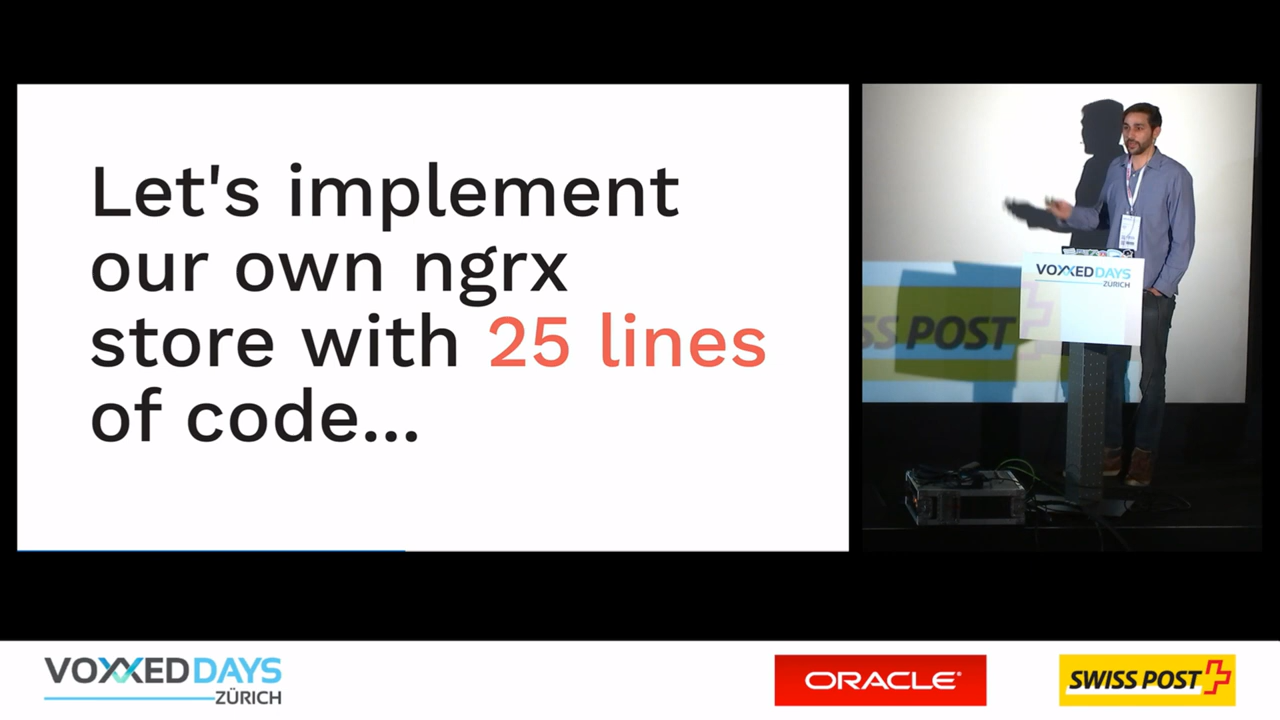 Let's implement
our own ngrx
store with 25 lines
of code...
VOXXED DAYS
ZÜRICH
SS POST
VOXXED DAYS
ZÜRICH
ORACLE®
SWISS POST